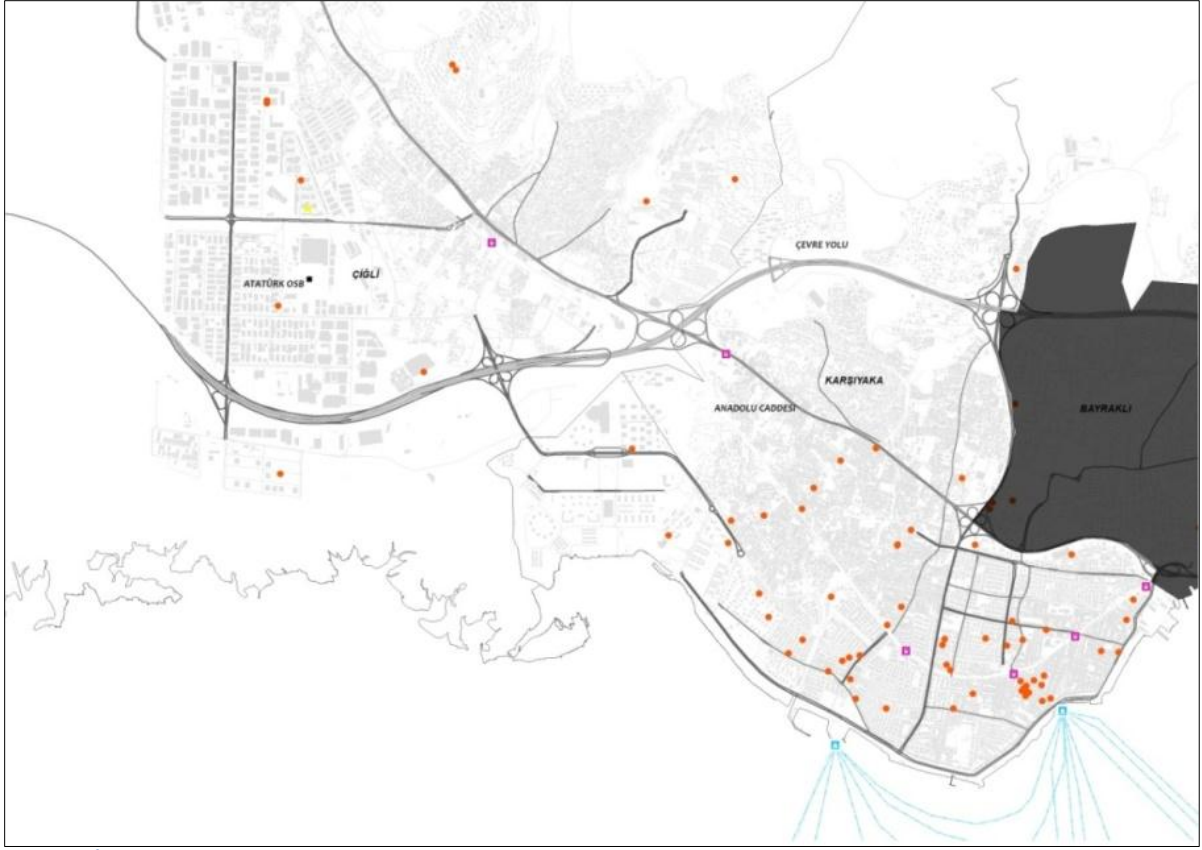 ÇEVRE YOLU
ÇİĞLİ
ATATÜRK OSB
KARŞIYAKA
ANADOLU CADDESİ
BAYRAKLI